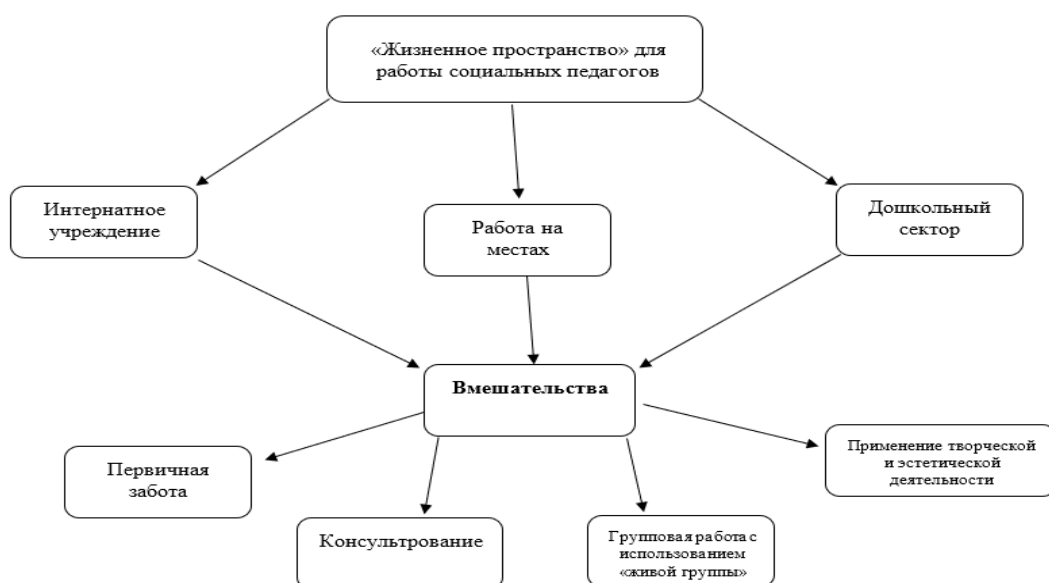 «Жизненное пространство» для
работы социальных педагогов
Интернатное
учреждение
Работа на
местах
Дошкольный
сектор
Вмешательства
Первичная
забота
Консультрование
Групповая работа с
использованием
«живой группы»
Применение творческой
и эстетической
деятельности